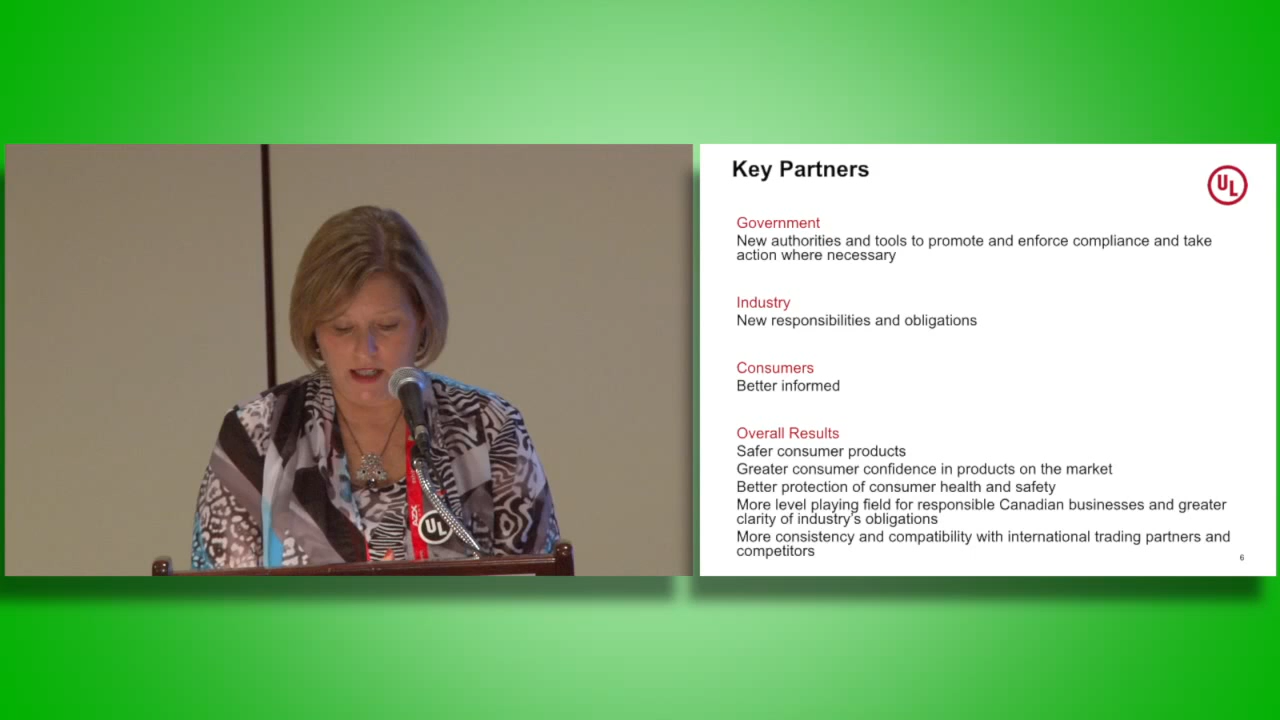 Key Partners
UL
Government
New authorities and tools to promote and enforce compliance and take
action where necessary
Industry
New responsibilities and obligations
Consumers
Better informed
Overall Results
Safer consumer products
Greater consumer confidence in products on the market
Better protection of consumer health and safety
More level playing field for responsible Canadian businesses and greater
clarity of industry's obligations
More consistency and compatibility with international trading partners and
competitors
6
UL